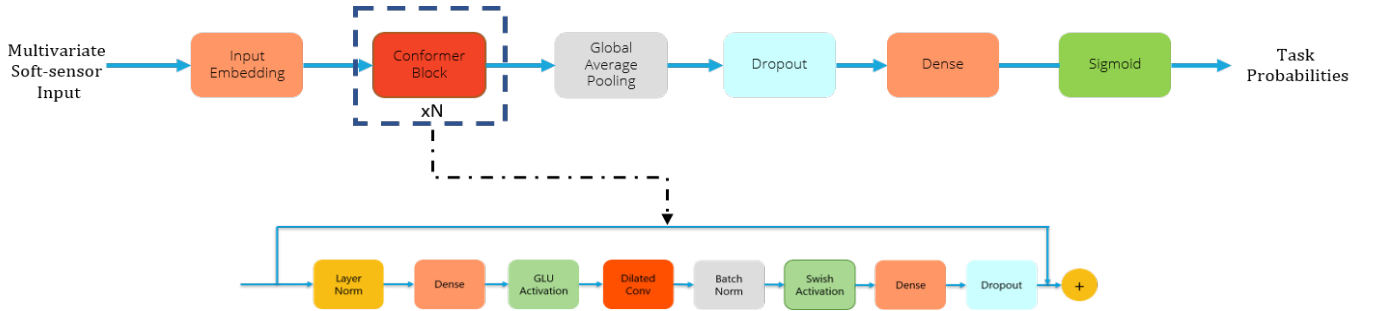 Multivariate
Soft-sensor
Input
Input
Embedding
Conformer
Block
xN
Global
Average
Pooling
Dropout
Dense
Sigmoid
Task
Probabilities
Layer
Norm
Dense
GLU
Activation
Dilated
Conv
Batch
Norm
Swish
Activation
Dense
Dropout
+